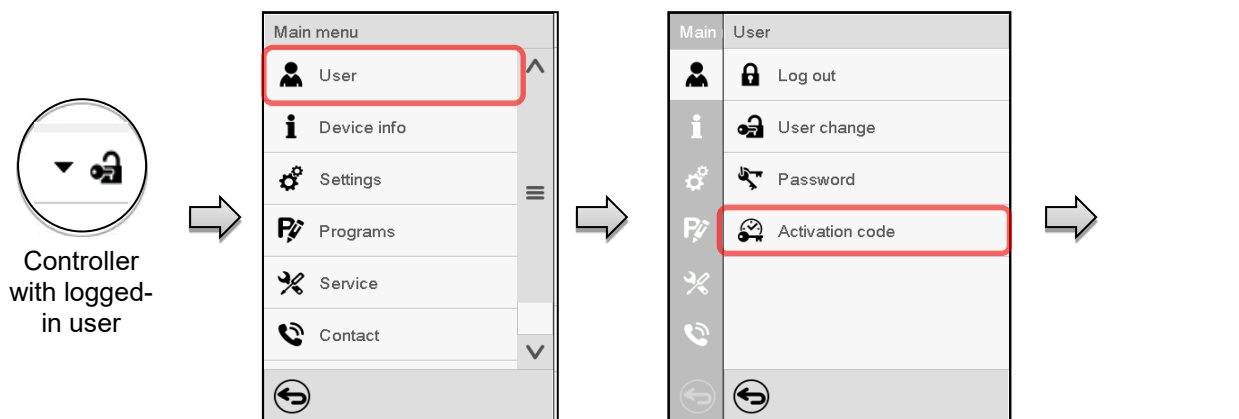 Controller
with logged-
in user
Main menu
User
Device info
Settings
Programs
Service
Contact
Main
User
Log out
User change
Password
Activation code